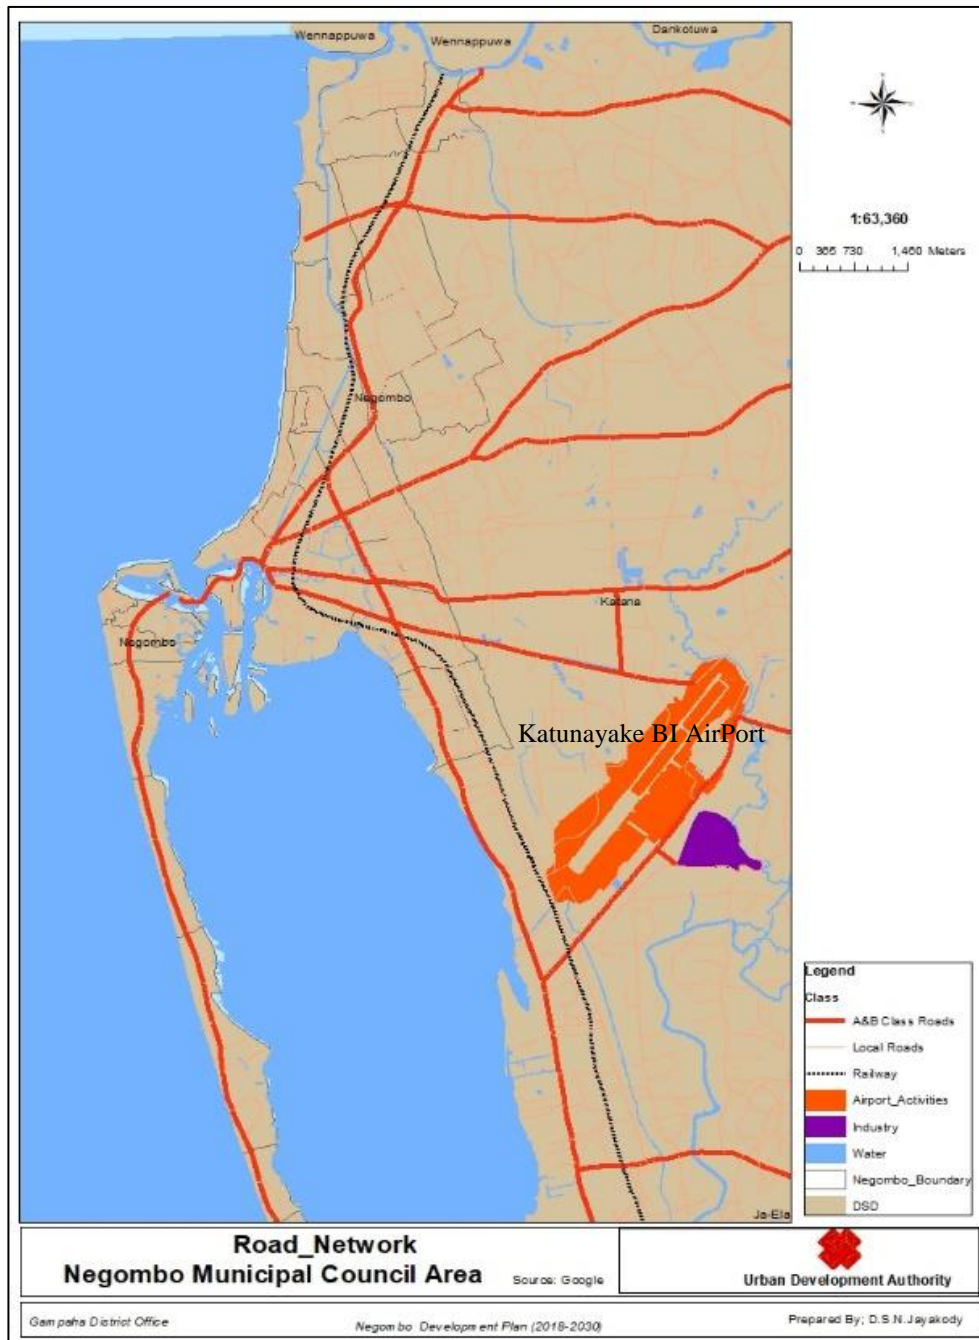 Wennappuwa
Wennappuwa
Dankotuwa
1:63,360
0 365 730 1,460 Meters
Negombo
Katana
Negombo
Katunayake BI AirPort
Legend
Class
A&B Class Roads
Local Roads
Railway
Airport_Activities
Industry
Water
Negombo_Boundary
DSD
Ja-Ela
Road_Network
Negombo Municipal Council Area
Source: Google
Urban Development Authority
Gampaha District Office
Negombo Development Plan (2018-2030)
Prepared By; D.S.N.Jayakody